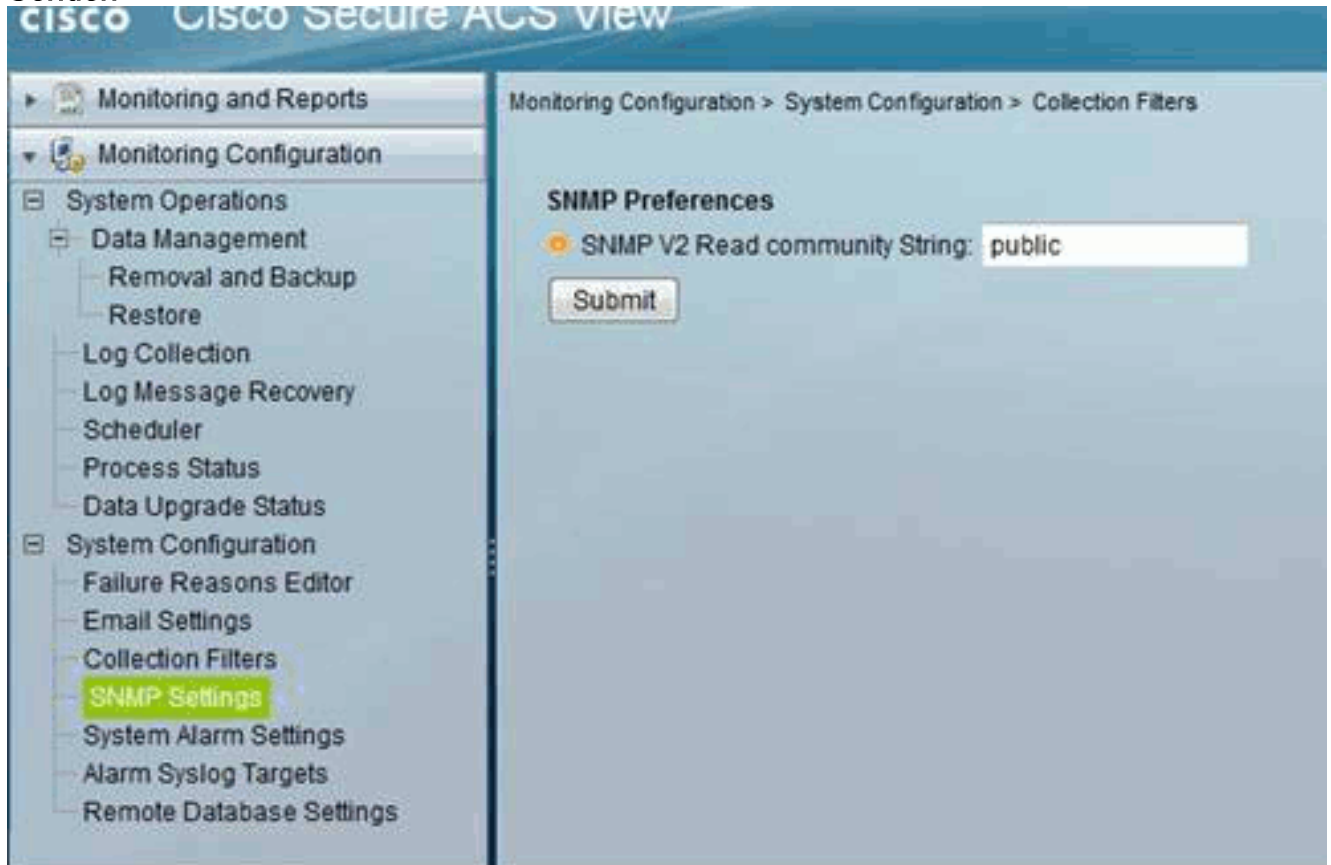 cisco Cisco Secure ACS View
Monitoring and Reports
Monitoring Configuration
System Operations
Data Management
Removal and Backup
Restore
Log Collection
Log Message Recovery
Scheduler
Process Status
Data Upgrade Status
System Configuration
Failure Reasons Editor
Email Settings
Collection Filters
SNMP Settings
System Alarm Settings
Alarm Syslog Targets
Remote Database Settings
Monitoring Configuration > System Configuration > Collection Filters
SNMP Preferences
SNMP V2 Read community String: public
Submit